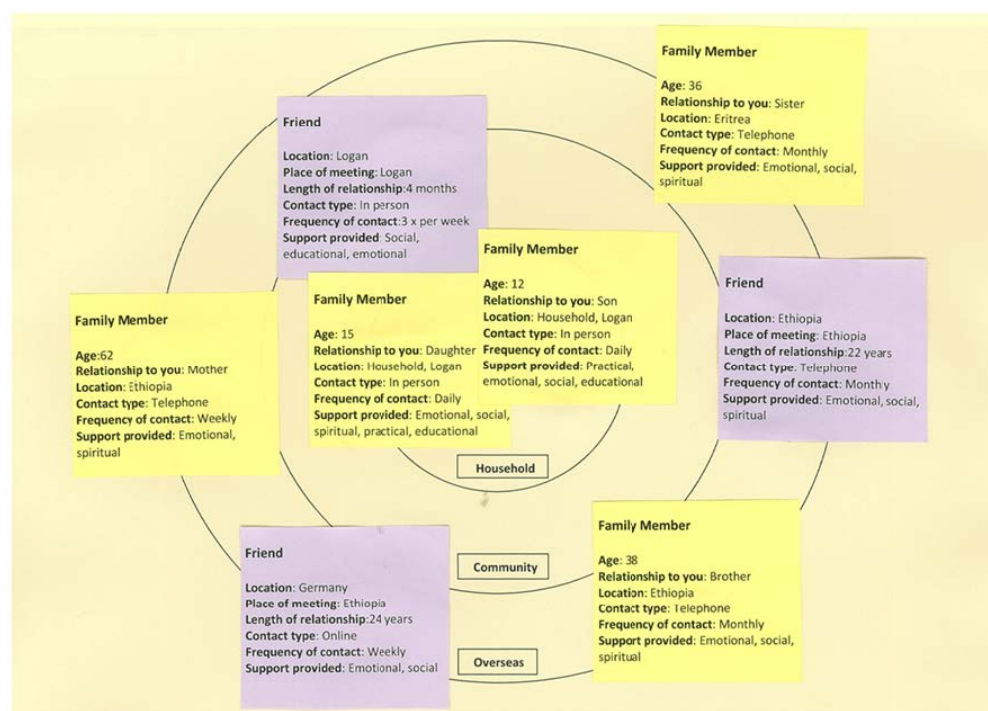 Family Member
Age: 36
Relationship to you: Sister
Location: Eritrea
Contact type: Telephone
Frequency of contact: Monthly
Support provided: Emotional, social,
spiritual
Friend
Location: Logan
Place of meeting: Logan
Length of relationship:4 months
Contact type: In person
Frequency of contact:3 x per week
Support provided: Social,
educational, emotional
Family Member
Age: 12
Relationship to you: Son
Location: Household, Logan
Contact type: In person
Frequency of contact: Daily
Support provided: Practical,
emotional, social, educational
Friend
Location: Ethiopia
Place of meeting: Ethiopia
Length of relationship:22 years
Contact type: Telephone
Frequency of contact: Monthly
Support provided: Emotional, social,
spiritual
Family Member
Age: 15
Relationship to you: Daughter
Location: Household, Logan
Contact type: In person
Frequency of contact: Daily
Support provided: Emotional, social,
spiritual, practical, educational
Family Member
Age:62
Relationship to you: Mother
Location: Ethiopia
Contact type: Telephone
Frequency of contact: Weekly
Support provided: Emotional,
spiritual
Household
Family Member
Age: 38
Relationship to you: Brother
Location: Ethiopia
Contact type: Telephone
Frequency of contact: Monthly
Support provided: Emotional, social,
spiritual
Friend
Location: Germany
Place of meeting: Ethiopia
Length of relationship:24 years
Contact type: Online
Frequency of contact: Weekly
Support provided: Emotional, social
Community
Overseas